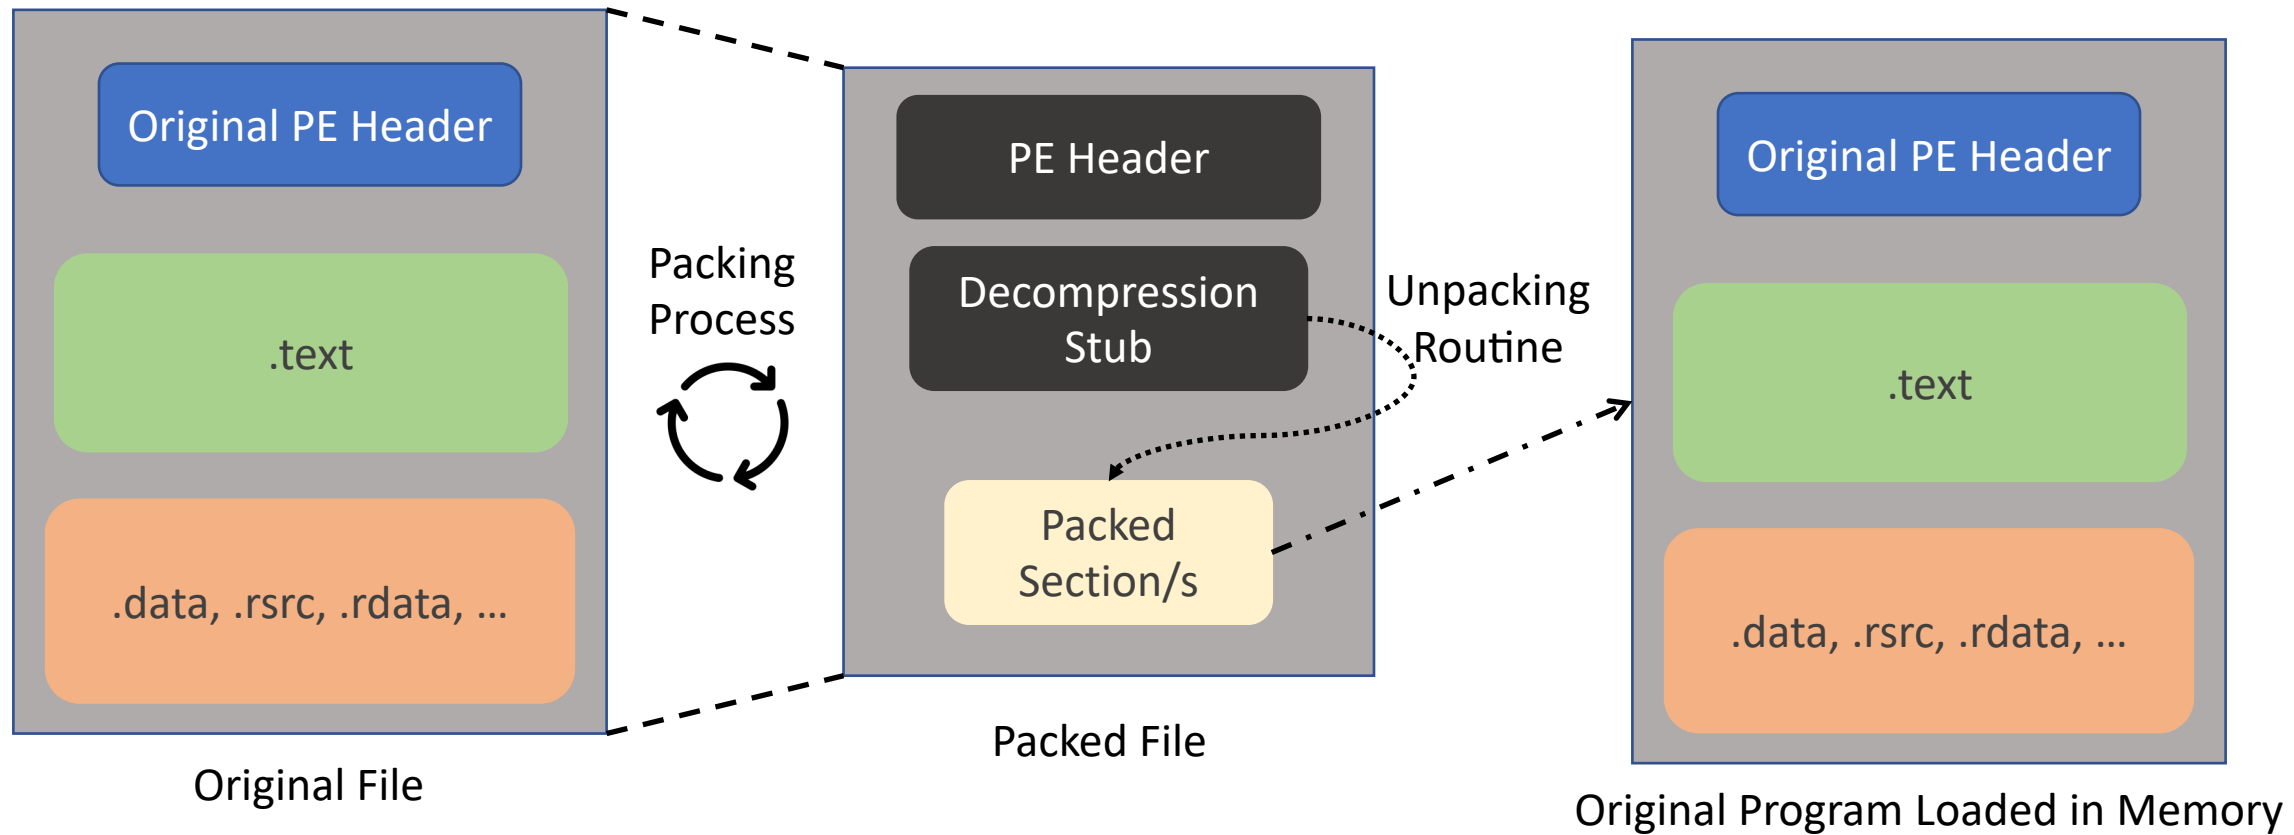 Original PE Header
.text
.data, .rsrc, .rdata, ...
Original File
Packing
Process
PE Header
Decompression
Stub
Packed
Section/s
Packed File
Unpacking
Routine
Original PE Header
.text
.data, .rsrc, .rdata, ...
Original Program Loaded in Memory